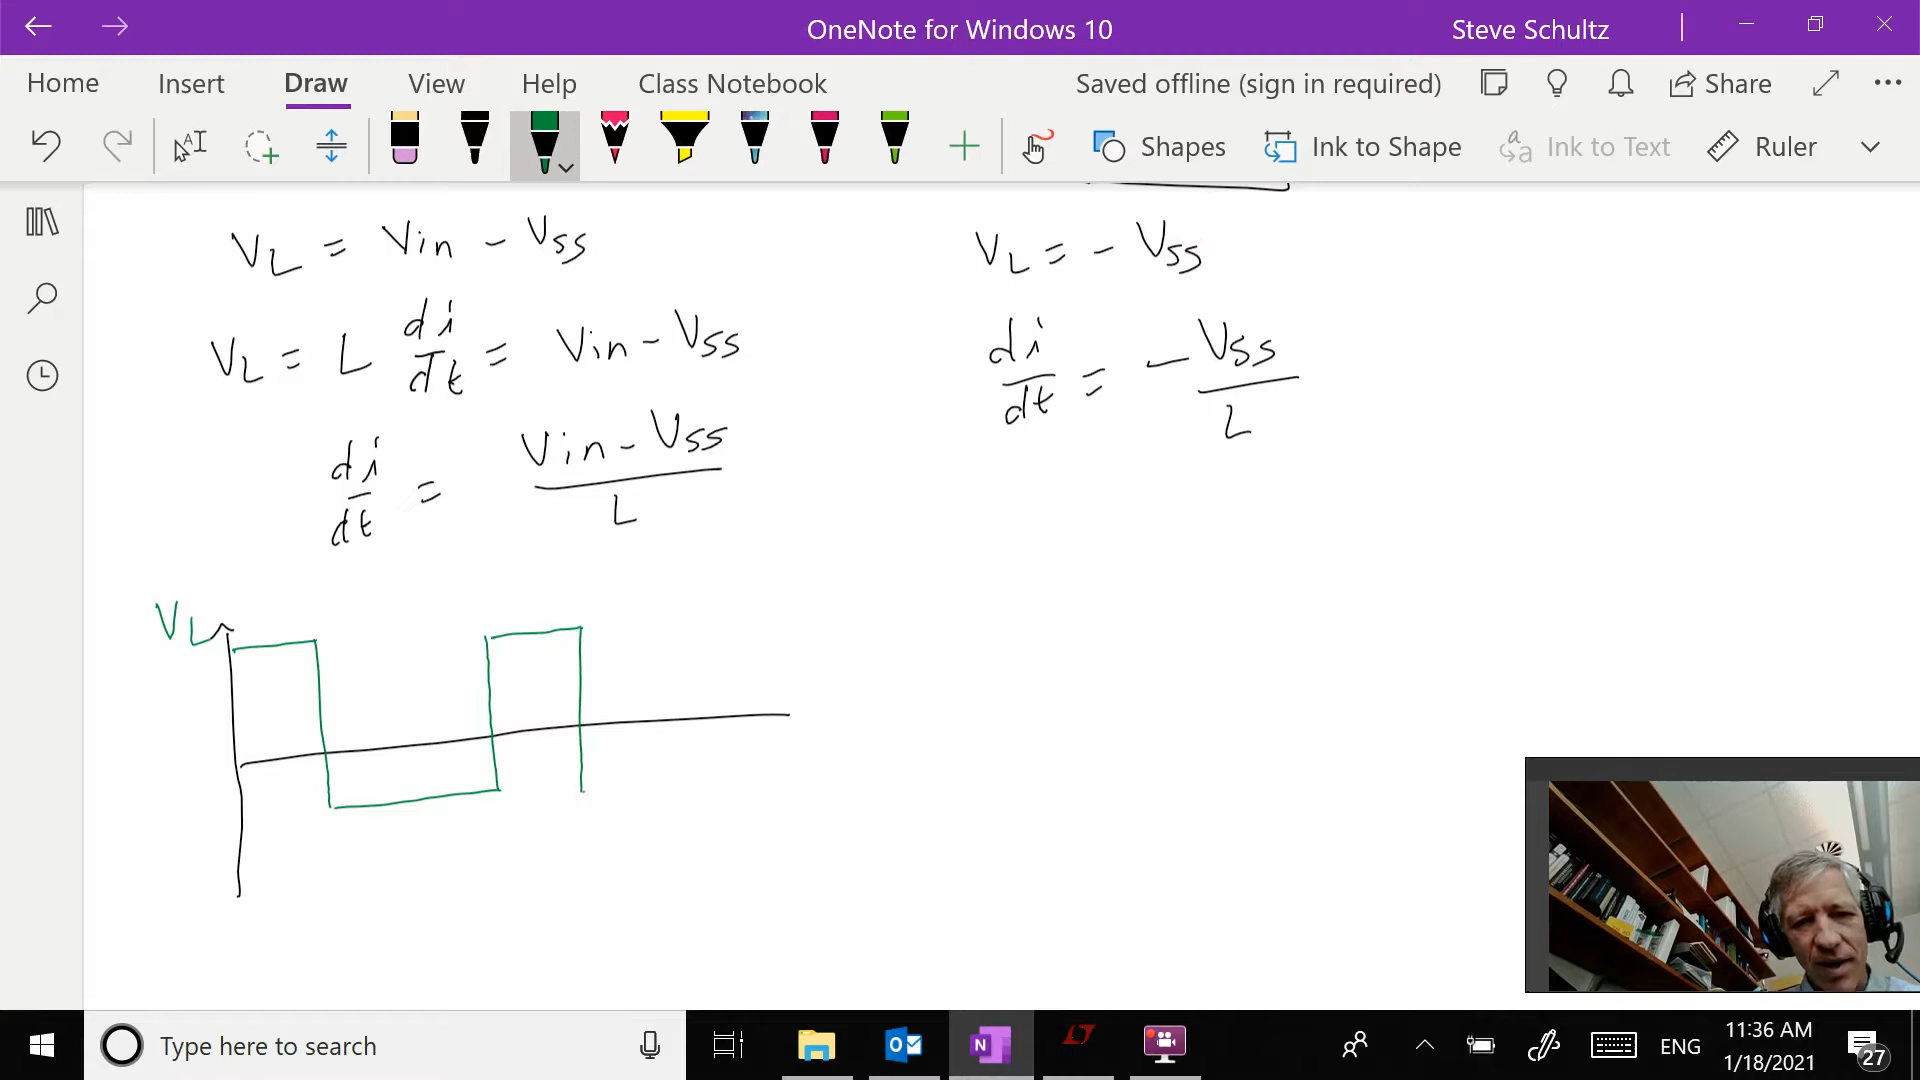 OneNote for Windows 10
Steve Schultz
Home Insert Draw View Help Class Notebook
Saved offline (sign in required)
Share
Shapes
Ink to Shape
Ink to Text
Ruler
VL = Vin - Vss
VL = L di/dt = Vin - Vss
di/dt = Vin - Vss / L
VL = - Vss
di/dt = - Vss / L
VL
Type here to search
ENG
11:36 AM
1/18/2021
27